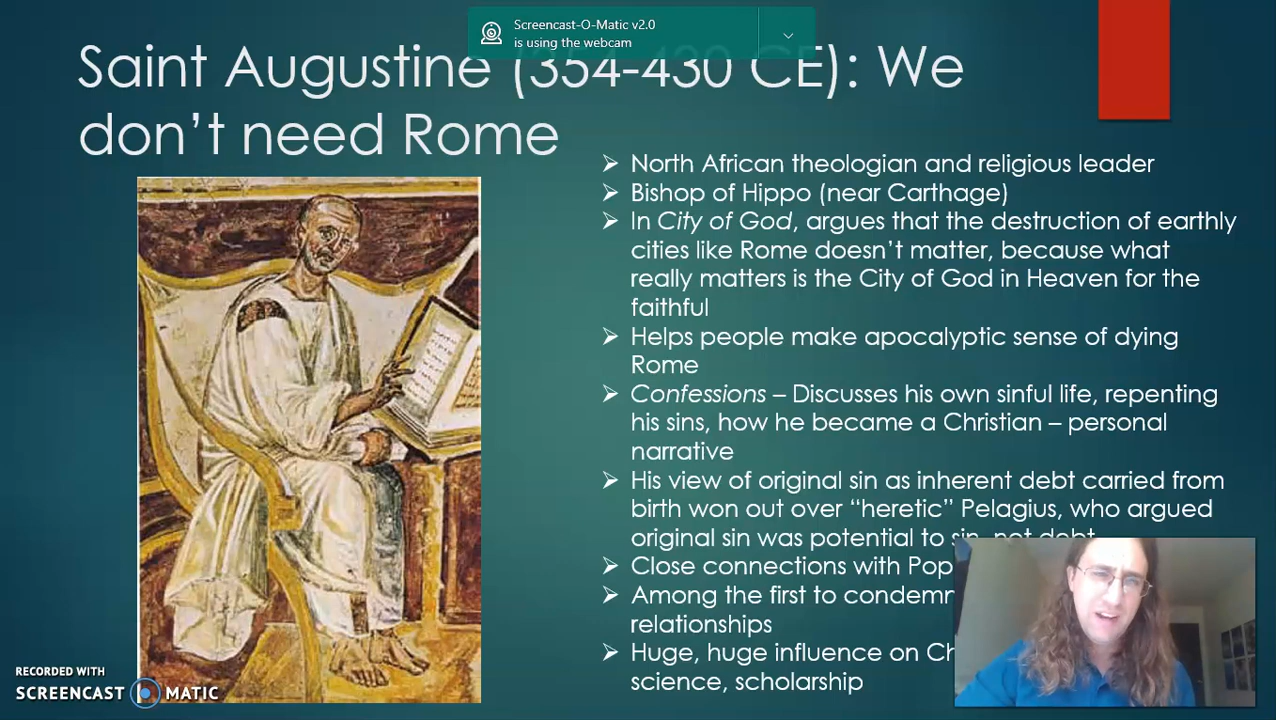 Screencast-O-Matic v2.0
is using the webcam
Saint Augustine (354-430 CE): We
don't need Rome
North African theologian and religious leader
Bishop of Hippo (near Carthage)
In City of God, argues that the destruction of earthly
cities like Rome doesn't matter, because what
really matters is the City of God in Heaven for the
faithful
Helps people make apocalyptic sense of dying
Rome
Confessions – Discusses his own sinful life, repenting
his sins, how he became a Christian – personal
narrative
His view of original sin as inherent debt carried from
birth won out over “heretic” Pelagius, who argued
original sin was potential to sin, not debt
Close connections with Pop
Among the first to condemn
relationships
Huge, huge influence on Ch
science, scholarship
RECORDED WITH
SCREENCAST MATIC